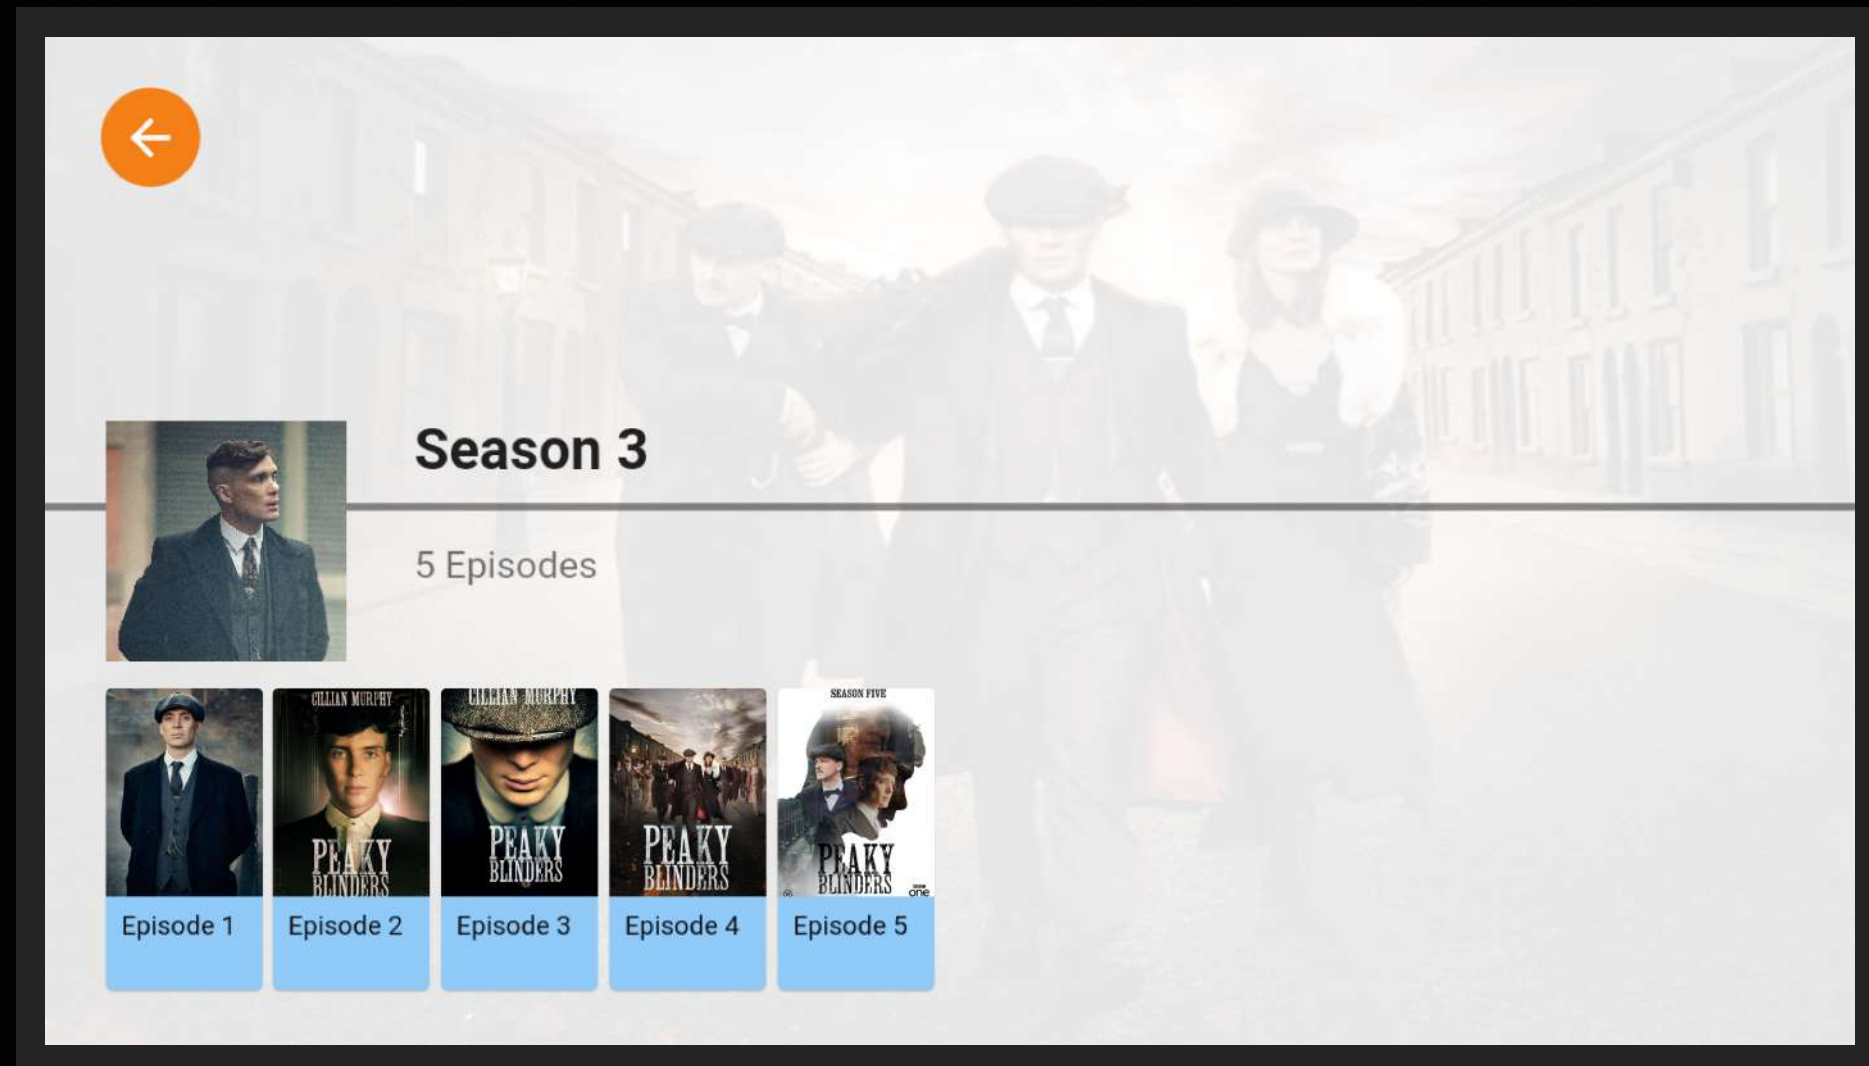 Season 3
5 Episodes
CILLIAN MURPHY
PEAKY
BLINDERS
CILLIAN MURPHY
PEAKY
BLINDERS
PEAKY
BLINDERS
SEASON FIVE
PEAKY
BLINDERS
BBC
one
Episode 1
Episode 2
Episode 3
Episode 4
Episode 5